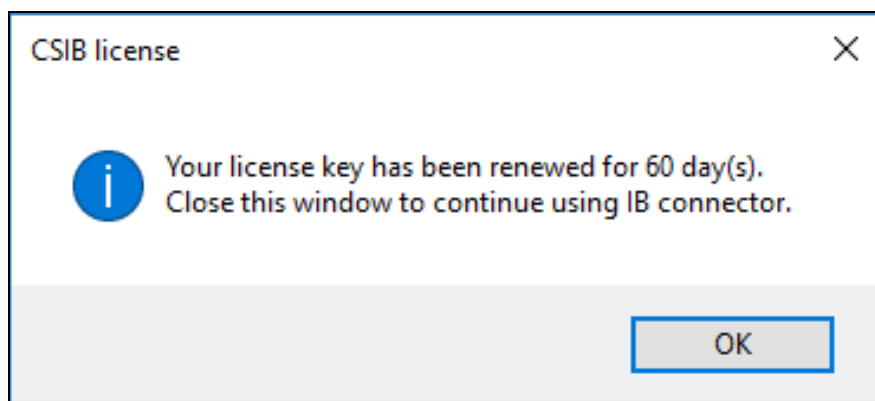 CSIB license
Your license key has been renewed for 60 day(s).
Close this window to continue using IB connector.
OK